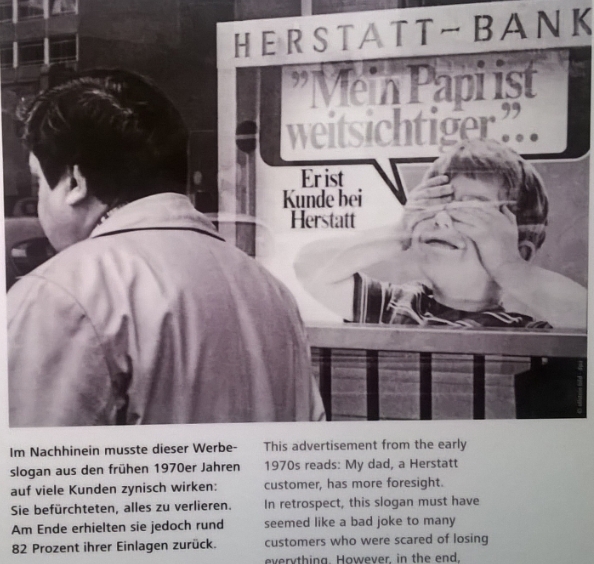 HERSTATT-BANK
”Mein Papi ist
weitsichtiger”...
Er ist
Kunde bei
Herstatt
Im Nachhinein musste dieser Werbe-
slogan aus den frühen 1970er Jahren
auf viele Kunden zynisch wirken:
Sie befürchteten, alles zu verlieren.
Am Ende erhielten sie jedoch rund
82 Prozent ihrer Einlagen zurück.
This advertisement from the early
1970s reads: My dad, a Herstatt
customer, has more foresight.
In retrospect, this slogan must have
seemed like a bad joke to many
customers who were scared of losing
everything. However, in the end,